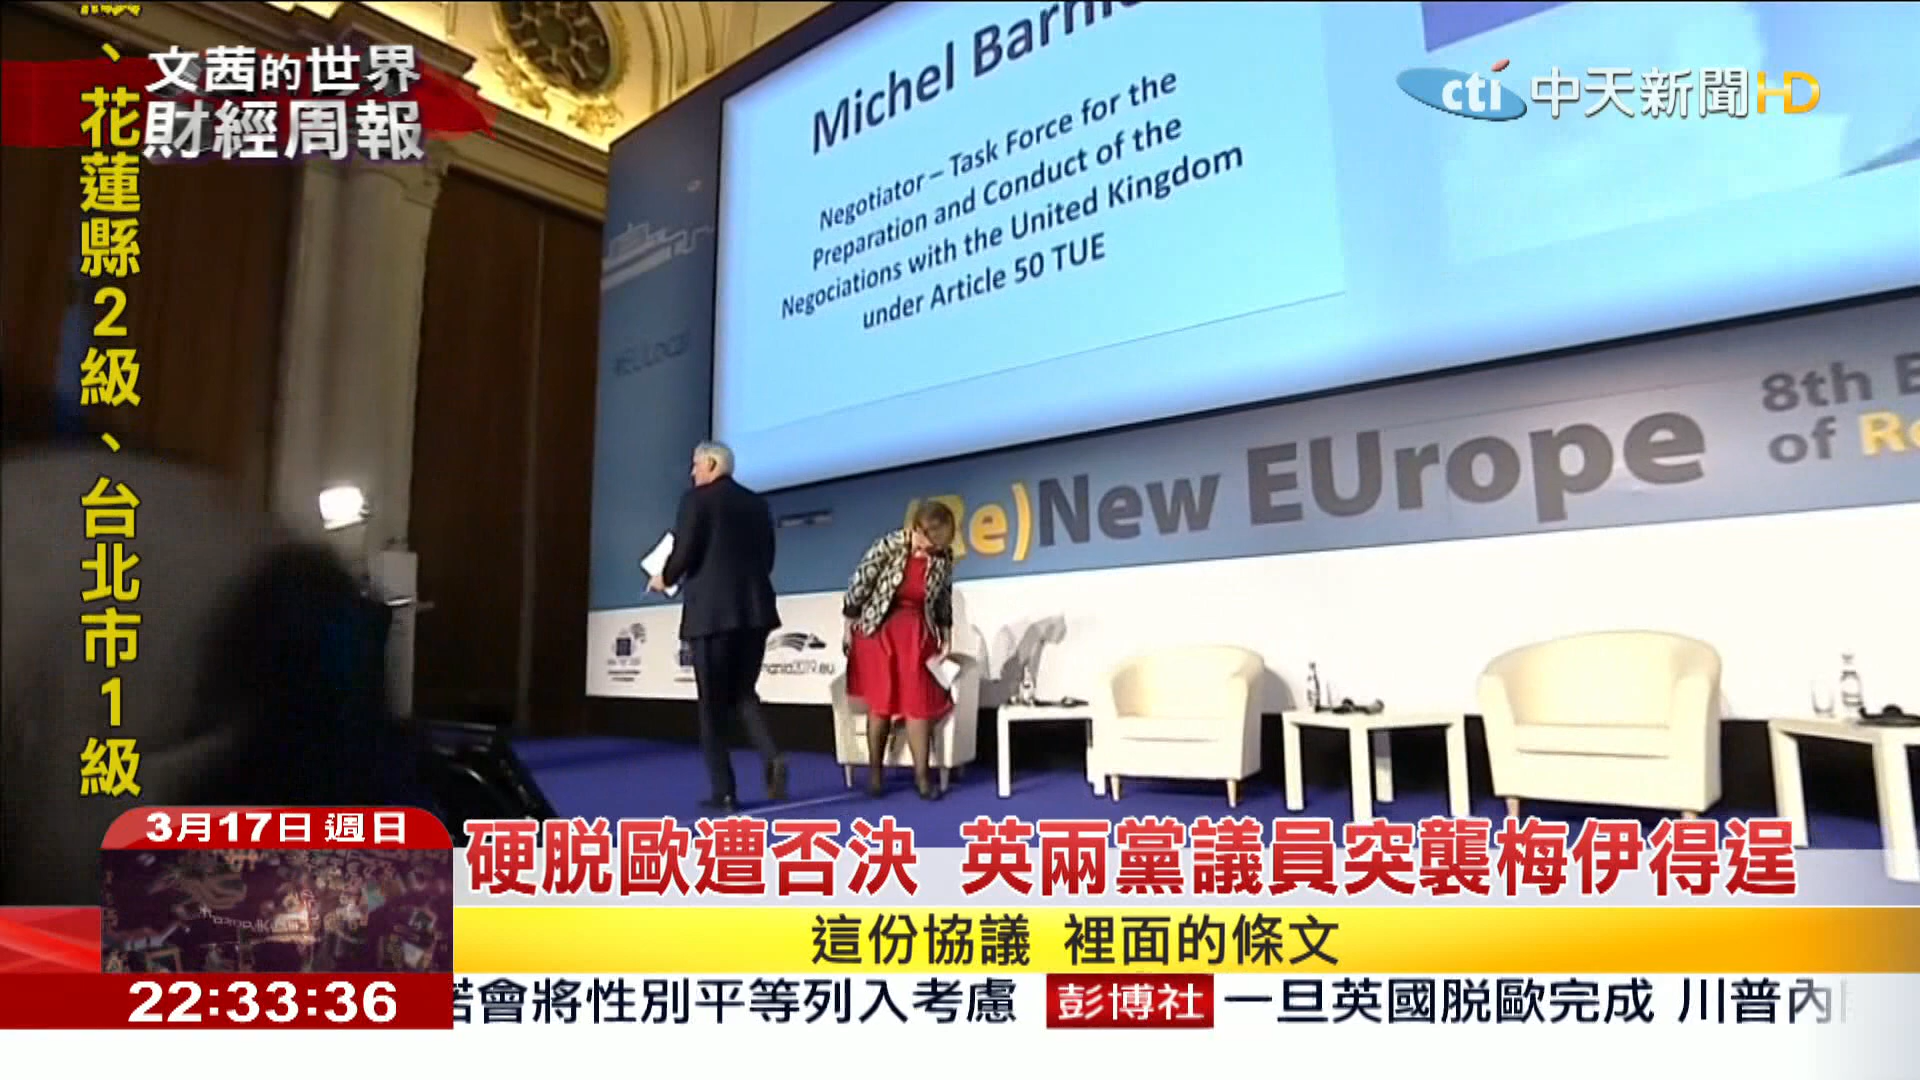 、花蓮縣2級、台北市1級
文茜的世界
財經周報
cti 中天新聞HD
Michel
Negotiator – Task Force for the
Preparation and Conduct of the
Negociations with the United Kingdom
under Article 50 TUE
(Re)New EUrope
8th
of
3月17日 週日
硬脫歐遭否決 英兩黨議員突襲梅伊得逞
這份協議 裡面的條文
22:33:36
會將性別平等列入考慮 彭博社 一旦英國脫歐完成 川普內